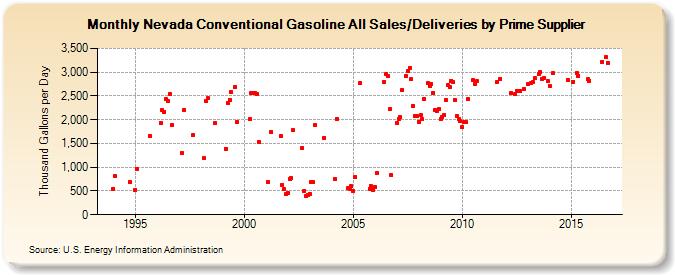 Monthly Nevada Conventional Gasoline All Sales/Deliveries by Prime Supplier
Thousand Gallons per Day
3,500
3,000
2,500
2,000
1,500
1,000
500
0
1995 2000 2005 2010 2015
Source: U.S. Energy Information Administration